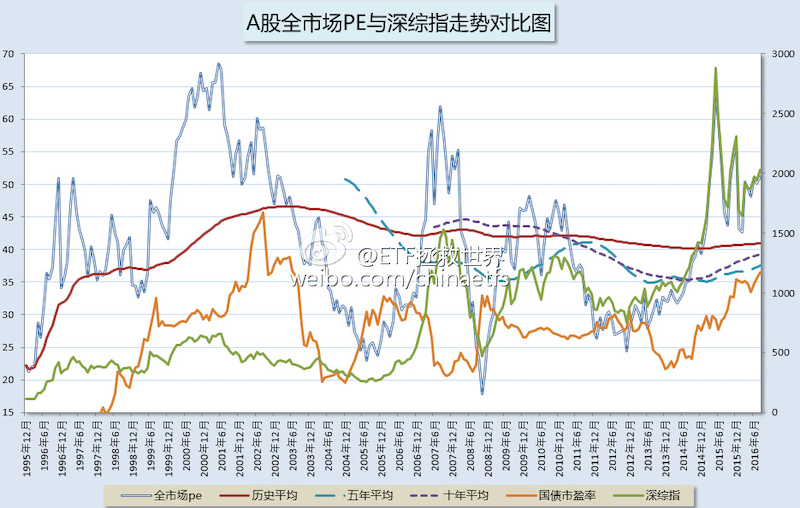 A股全市场PE与深综指走势对比图
70
65
60
55
50
45
40
35
30
25
20
15
3000
2500
2000
1500
1000
500
0
@ETF拯救世界
weibo.com/chinaetfs
1995年12月
1996年6月
1996年12月
1997年6月
1997年12月
1998年6月
1998年12月
1999年6月
1999年12月
2000年6月
2000年12月
2001年6月
2001年12月
2002年6月
2002年12月
2003年6月
2003年12月
2004年6月
2004年12月
2005年6月
2005年12月
2006年6月
2006年12月
2007年6月
2007年12月
2008年6月
2008年12月
2009年6月
2009年12月
2010年6月
2010年12月
2011年6月
2011年12月
2012年6月
2012年12月
2013年6月
2013年12月
2014年6月
2014年12月
2015年6月
2015年12月
2016年6月
全市场pe 历史平均 五年平均 十年平均 国债市盈率 深综指